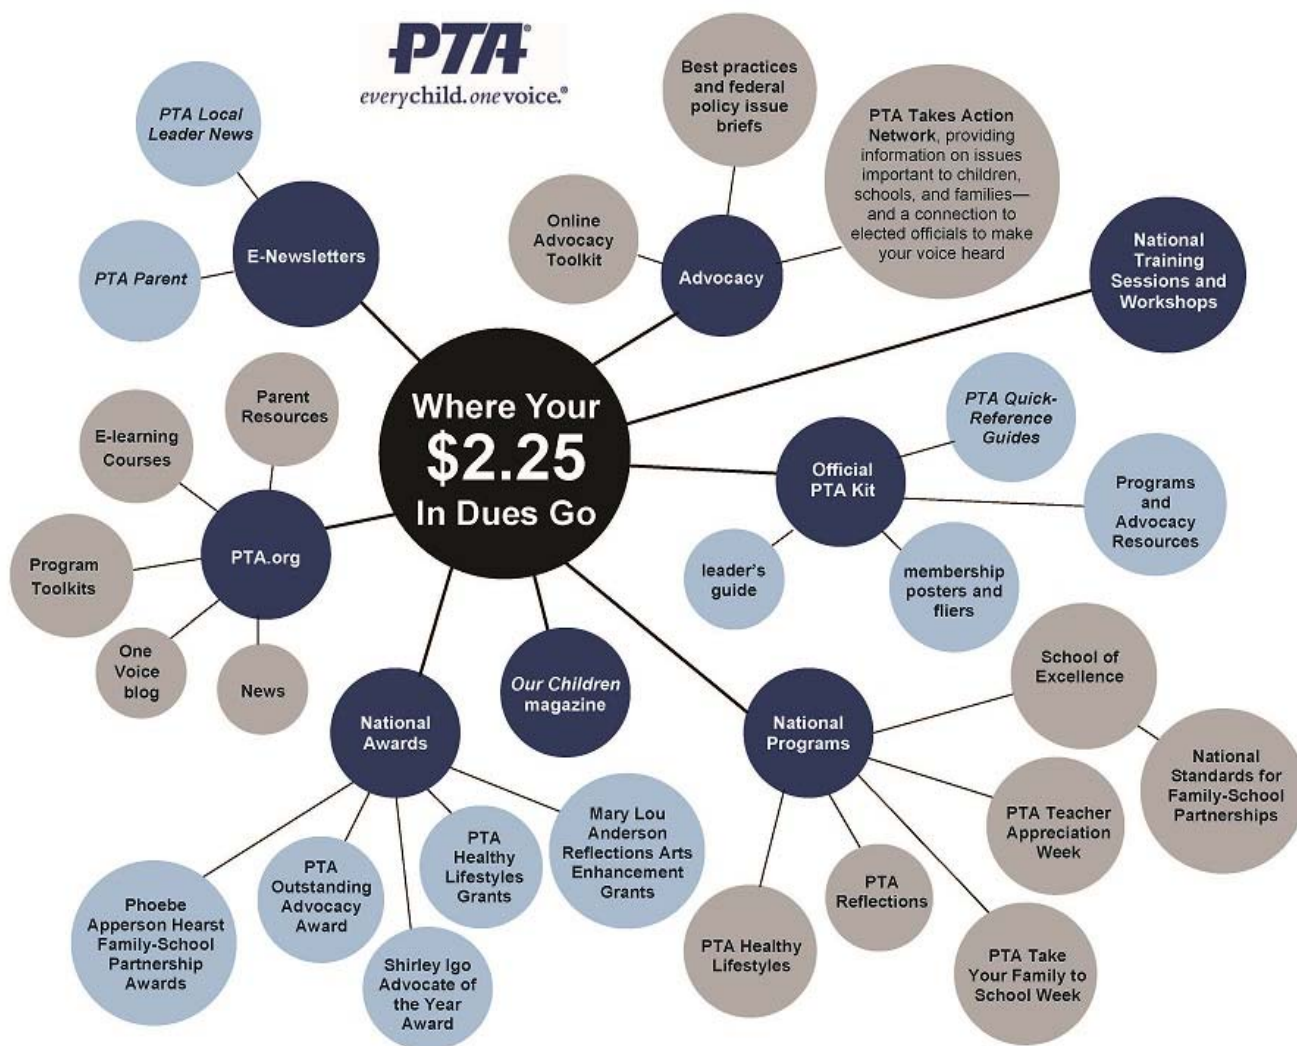 PTA®
everychild.onevoice.®
PTA Local
Leader News
PTA Parent
E-Newsletters
Best practices
and federal
policy issue
briefs
Online
Advocacy
Toolkit
Advocacy
PTA Takes Action
Network, providing
information on issues
important to children,
schools, and families—
and a connection to
elected officials to make
your voice heard
National
Training
Sessions and
Workshops
Where Your
$2.25
In Dues Go
Parent
Resources
E-learning
Courses
Program
Toolkits
PTA.org
One
Voice
blog
News
PTA Quick-
Reference
Guides
Official
PTA Kit
Programs
and
Advocacy
Resources
leader's
guide
membership
posters and
fliers
Our Children
magazine
National
Awards
Phoebe
Apperson Hearst
Family-School
Partnership
Awards
PTA
Outstanding
Advocacy
Award
Shirley Igo
Advocate of
the Year
Award
PTA
Healthy
Lifestyles
Grants
Mary Lou
Anderson
Reflections Arts
Enhancement
Grants
National
Programs
School of
Excellence
National
Standards for
Family-School
Partnerships
PTA Teacher
Appreciation
Week
PTA
Reflections
PTA Healthy
Lifestyles
PTA Take
Your Family to
School Week